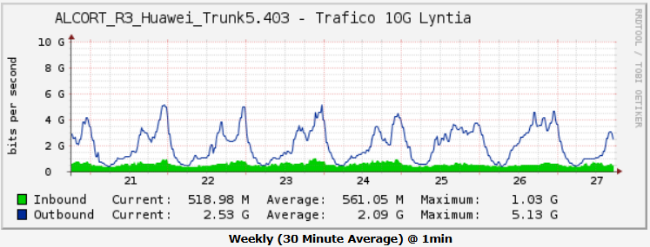 ALCORT_R3_Huawei_Trunk5.403 - Trafico 10G Lyntia
RRDTOOL / TOBI OETIKER
bits per second
10 G
8 G
6 G
4 G
2 G
0
21 22 23 24 25 26 27
Inbound Current: 518.98 M Average: 561.05 M Maximum: 1.03 G
Outbound Current: 2.53 G Average: 2.09 G Maximum: 5.13 G
Weekly (30 Minute Average) @ 1min